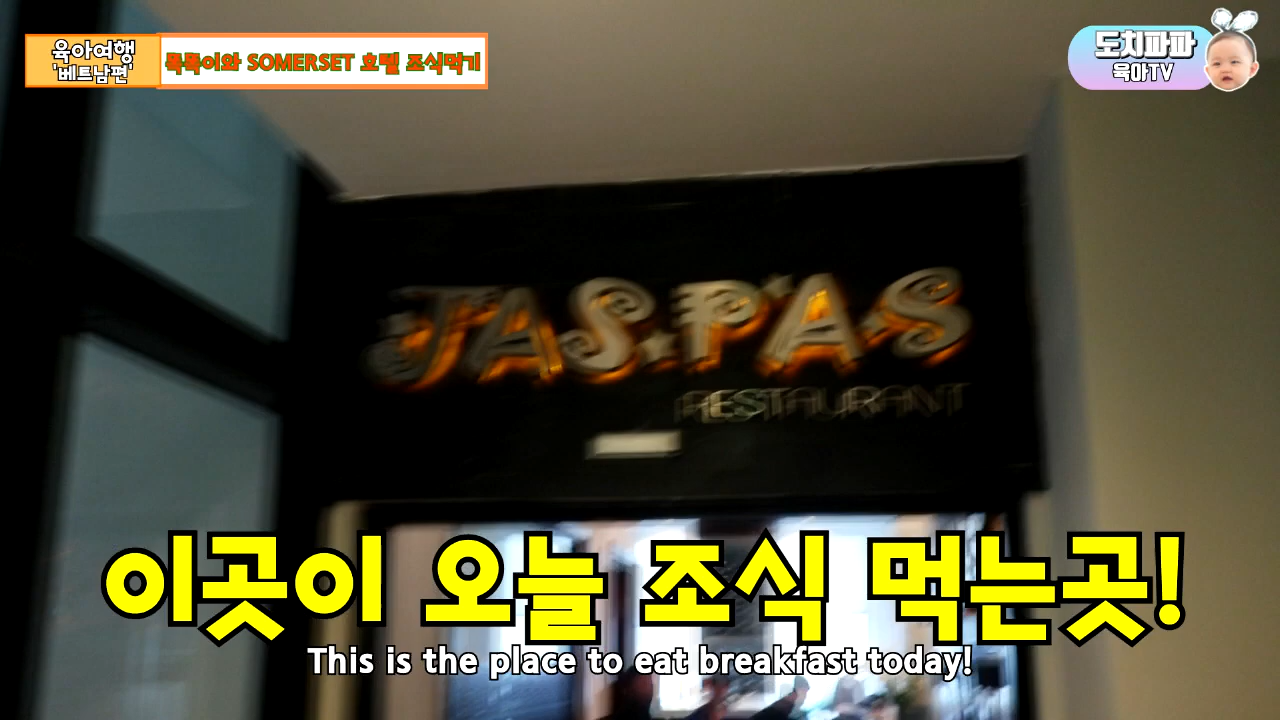 육아여행
'베트남편'
뽁뽁이와 SOMERSET 호텔 조식먹기
도치파파
육아TV
JASPAS
RESTAURANT
이곳이 오늘 조식 먹는곳!
This is the place to eat breakfast today!